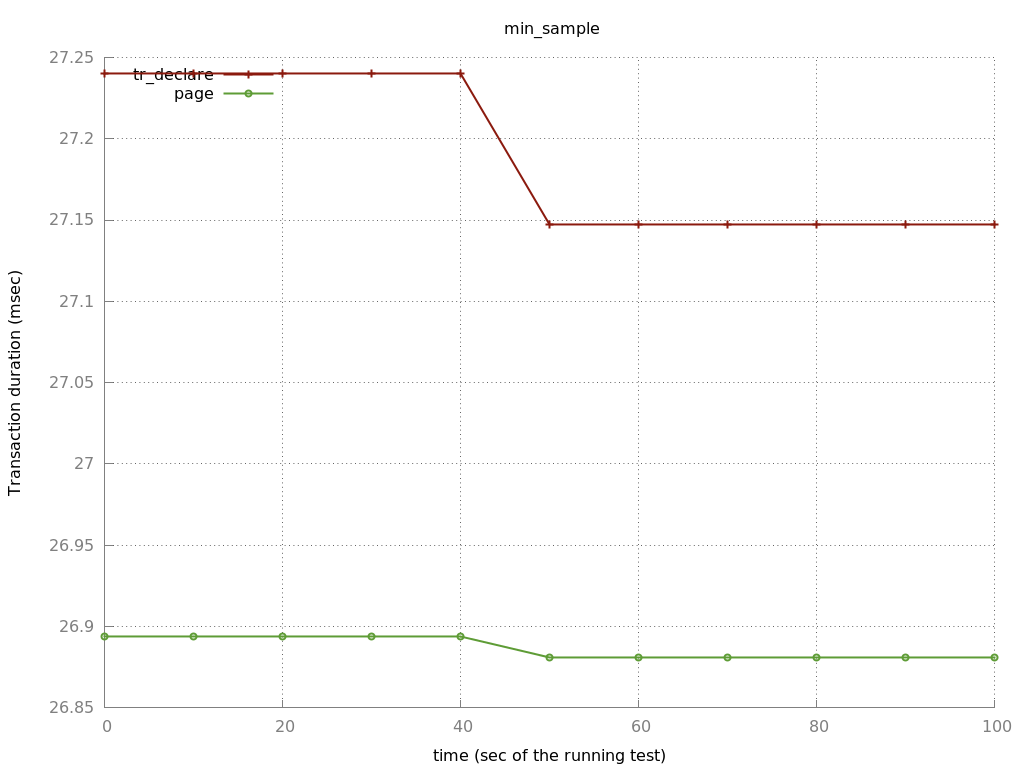 min_sample
27.25
tr_declare
page
27.2
27.15
27.1
27.05
27
26.95
26.9
26.85
Transaction duration (msec)
0 20 40 60 80 100
time (sec of the running test)